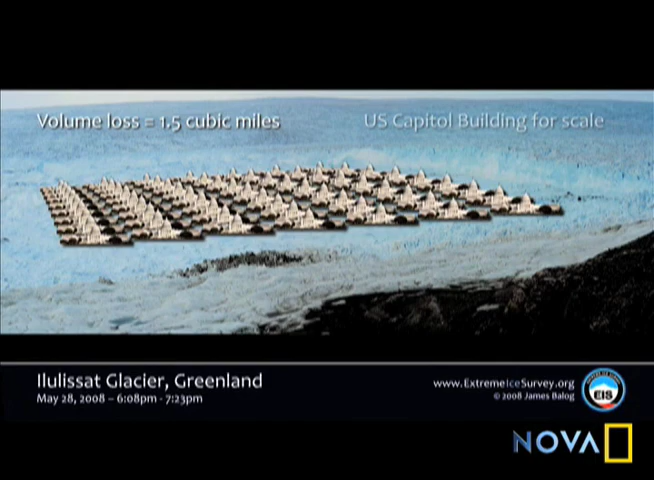 Volume loss = 1.5 cubic miles
US Capitol Building for scale
Ilulissat Glacier, Greenland
May 28, 2008 – 6:08pm - 7:23pm
www.ExtremeIceSurvey.org
© 2008 James Balog
EIS
NOVA